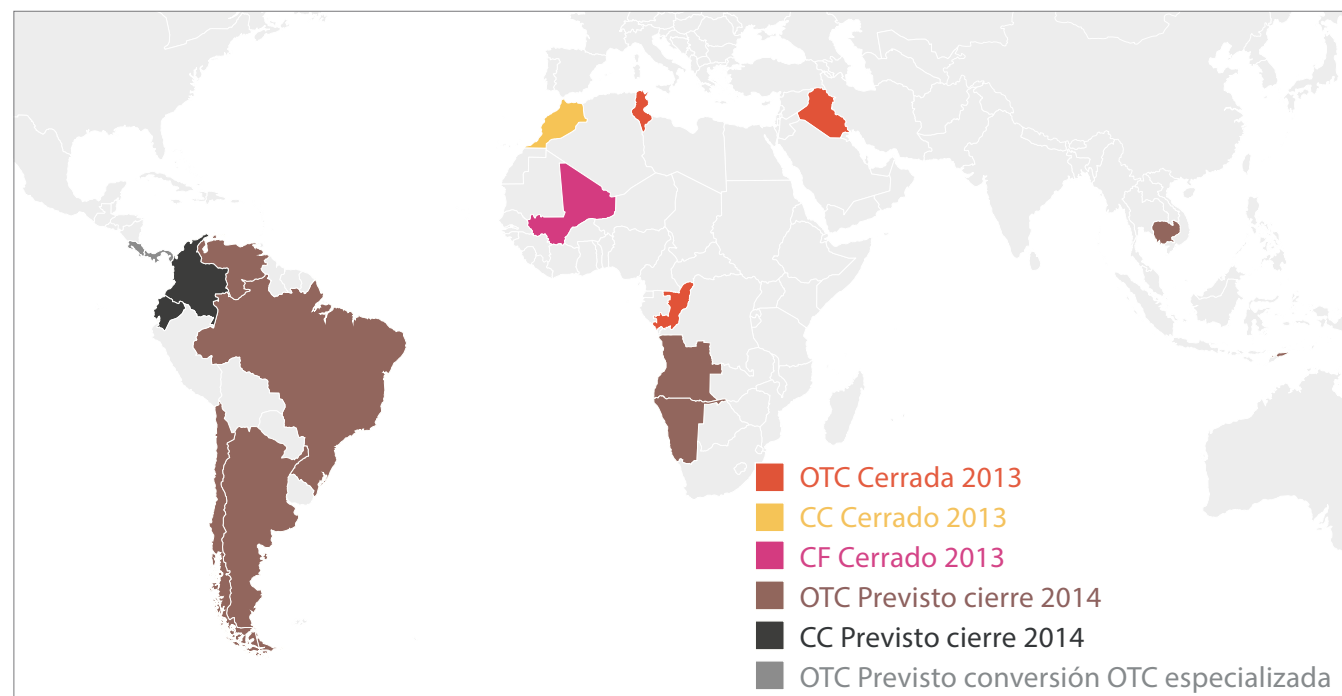 OTC Cerrada 2013
CC Cerrado 2013
CF Cerrado 2013
OTC Previsto cierre 2014
CC Previsto cierre 2014
OTC Previsto conversión OTC especializada